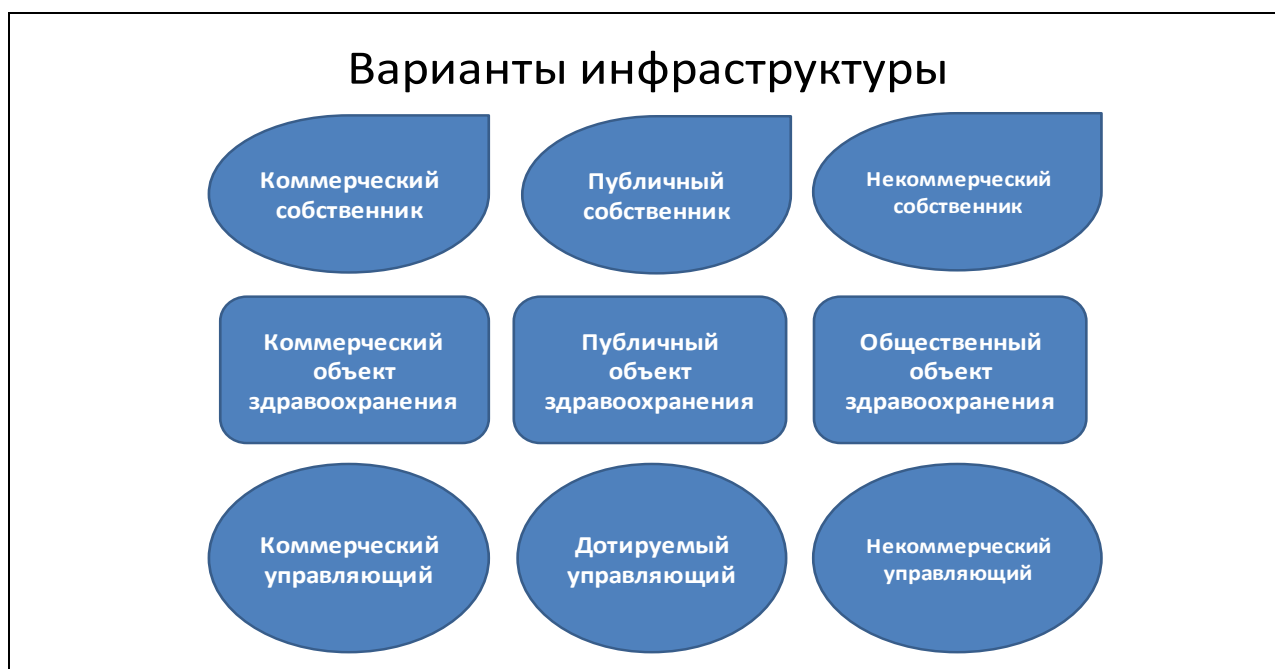 Варианты инфраструктуры
Коммерческий
собственник
Публичный
собственник
Некоммерческий
собственник
Коммерческий
объект
здравоохранения
Публичный
объект
здравоохранения
Общественный
объект
здравоохранения
Коммерческий
управляющий
Дотируемый
управляющий
Некоммерческий
управляющий